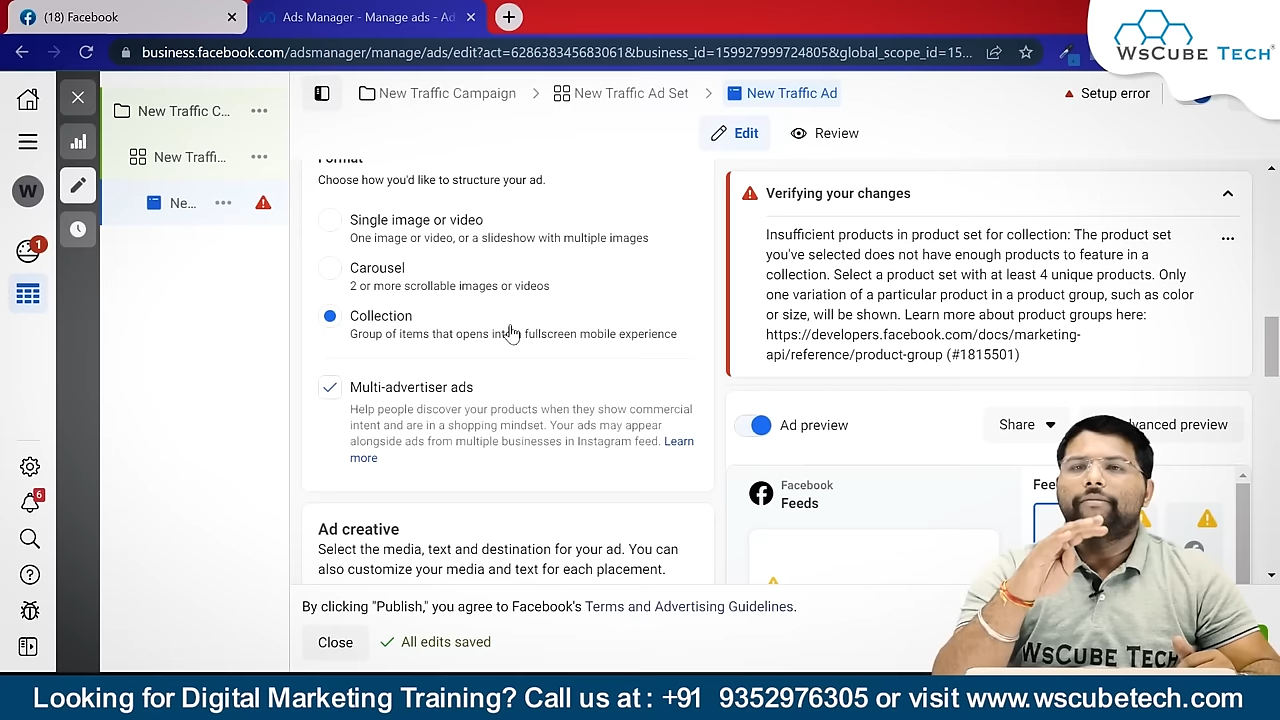 (18) Facebook
Ads Manager - Manage ads - Ad
WsCube Tech
business.facebook.com/adsmanager/manage/ads/edit?act=628638345683061&business_id=159927999724805&global_scope_id=15...
New Traffic C...
New Traffi...
Ne...
W
1
6
New Traffic Campaign
New Traffic Ad Set
New Traffic Ad
Setup error
Edit
Review
Format
Choose how you'd like to structure your ad.
Single image or video
One image or video, or a slideshow with multiple images
Carousel
2 or more scrollable images or videos
Collection
Group of items that opens into fullscreen mobile experience
Multi-advertiser ads
Help people discover your products when they show commercial
intent and are in a shopping mindset. Your ads may appear
alongside ads from multiple businesses in Instagram feed. Learn
more
Ad creative
Select the media, text and destination for your ad. You can
also customize your media and text for each placement.
Verifying your changes
Insufficient products in product set for collection: The product set
you've selected does not have enough products to feature in a
collection. Select a product set with at least 4 unique products. Only
one variation of a particular product in a product group, such as color
or size, will be shown. Learn more about product groups here:
https://developers.facebook.com/docs/marketing-
api/reference/product-group (#1815501)
Ad preview
Share
vanced preview
Facebook
Feeds
Fee
By clicking "Publish," you agree to Facebook's Terms and Advertising Guidelines.
Close
All edits saved
WsCube Tech
Looking for Digital Marketing Training? Call us at : +91 9352976305 or visit www.wscubetech.com